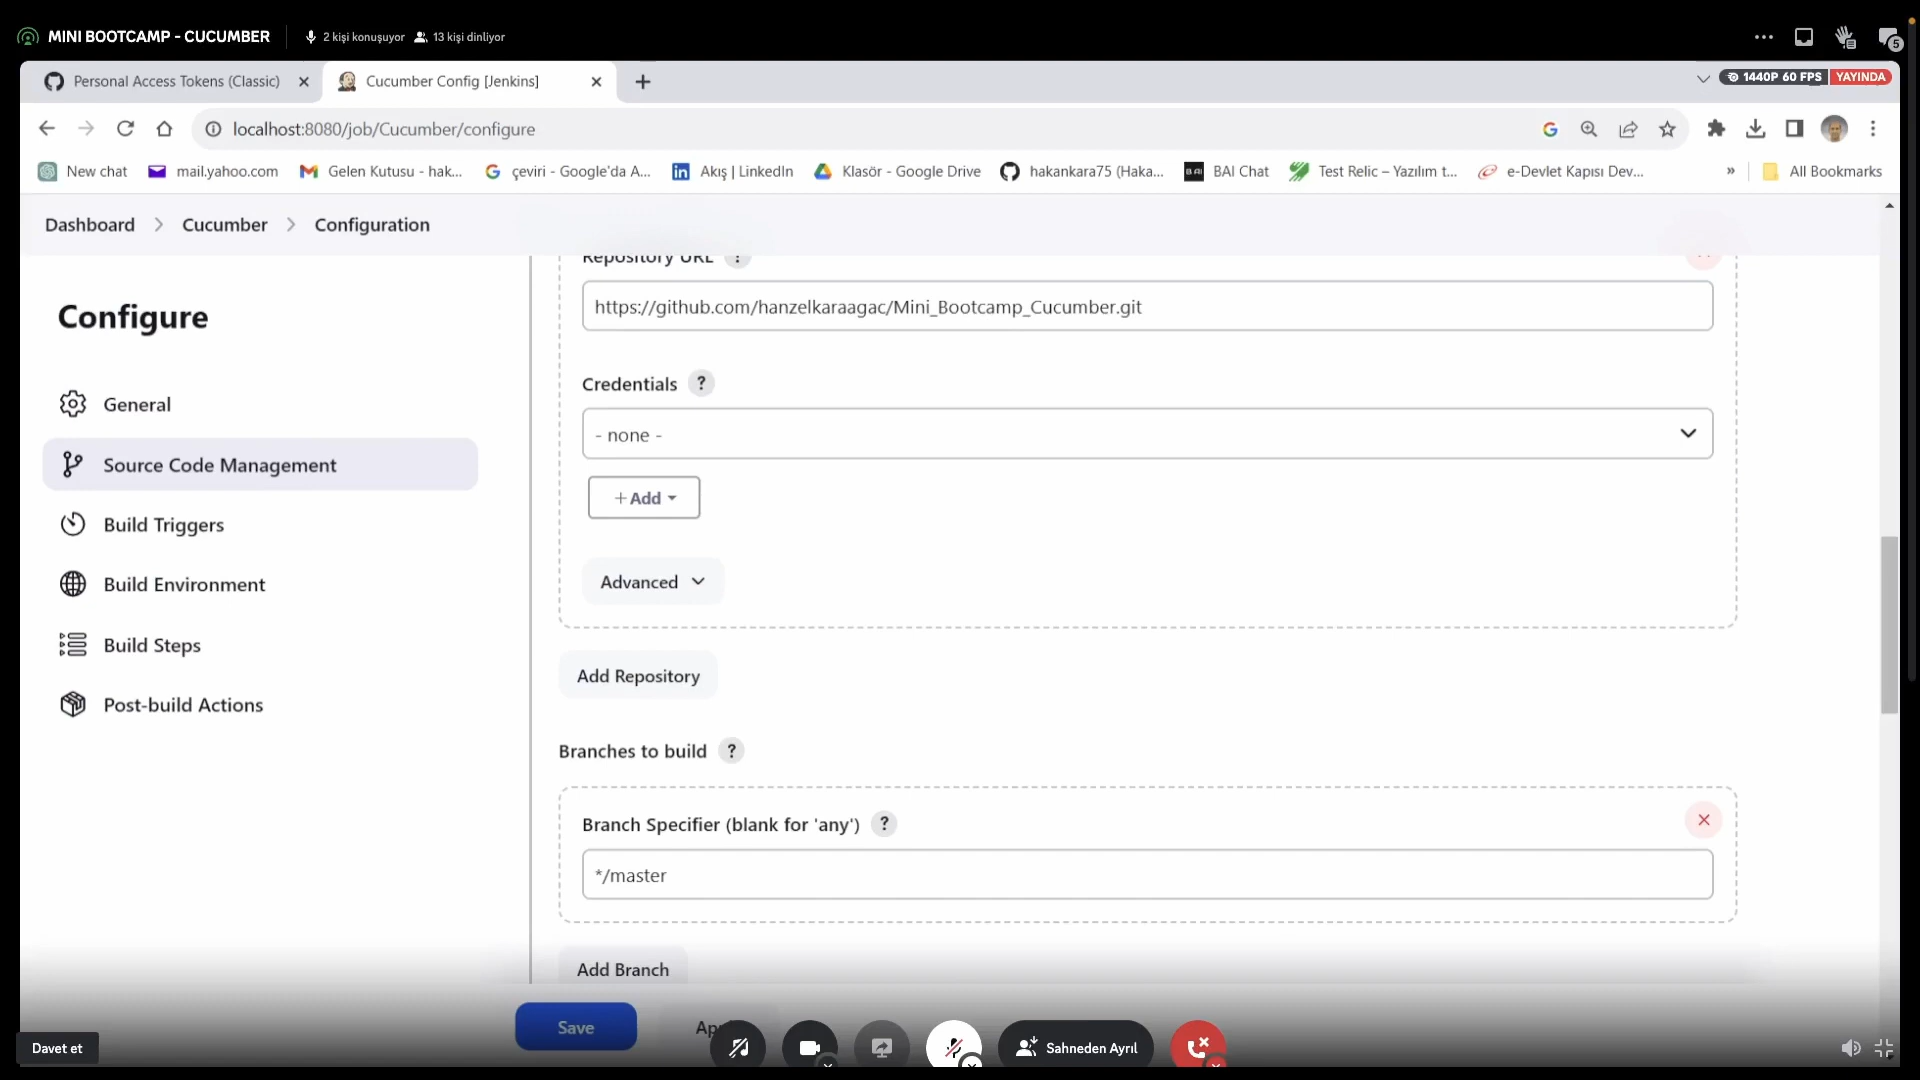 MINI BOOTCAMP - CUCUMBER
2 kişi konuşuyor
13 kişi dinliyor
5
Personal Access Tokens (Classic)
Cucumber Config [Jenkins]
1440P 60 FPS
YAYINDA
localhost:8080/job/Cucumber/configure
New chat
mail.yahoo.com
Gelen Kutusu - hak...
çeviri - Google'da A...
Akış | LinkedIn
Klasör - Google Drive
hakankara75 (Haka...
BAI
BAI Chat
Test Relic – Yazılım t...
e-Devlet Kapısı Dev...
»
All Bookmarks
Dashboard > Cucumber > Configuration
Configure
General
Source Code Management
Build Triggers
Build Environment
Build Steps
Post-build Actions
Repository URL ?
https://github.com/hanzelkaraagac/Mini_Bootcamp_Cucumber.git
Credentials ?
- none -
+ Add
Advanced
Add Repository
Branches to build ?
Branch Specifier (blank for 'any') ?
*/master
Add Branch
Save
Davet et
Sahneden Ayrıl